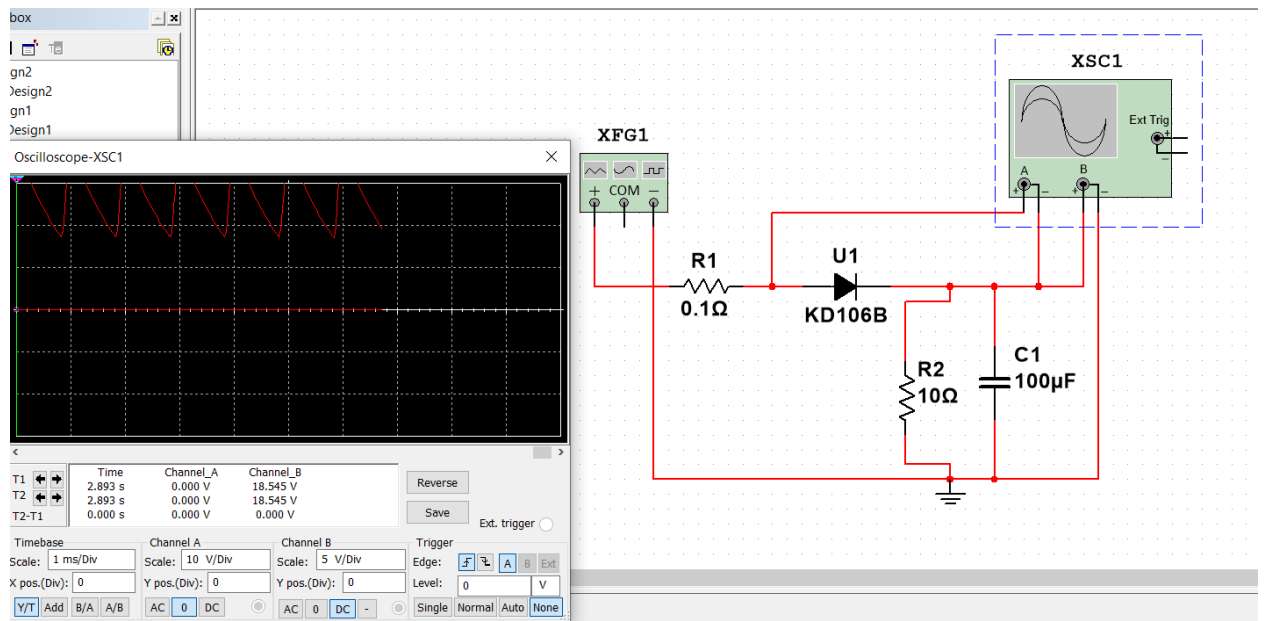 box
gn2
Design2
gn1
Design1
Oscilloscope-XSC1
XSC1
Ext Trig
+
−
A
B
+ − + −
XFG1
+ COM −
R1
0.1Ω
U1
KD106B
R2
10Ω
C1
100µF
Time Channel_A Channel_B
T1 2.893 s 0.000 V 18.545 V
T2 2.893 s 0.000 V 18.545 V
T2-T1 0.000 s 0.000 V 0.000 V
Reverse
Save
Ext. trigger
Timebase
Scale: 1 ms/Div
X pos.(Div): 0
Y/T Add B/A A/B
Channel A
Scale: 10 V/Div
Y pos.(Div): 0
AC 0 DC
Channel B
Scale: 5 V/Div
Y pos.(Div): 0
AC 0 DC -
Trigger
Edge: A B Ext
Level: 0 V
Single Normal Auto None